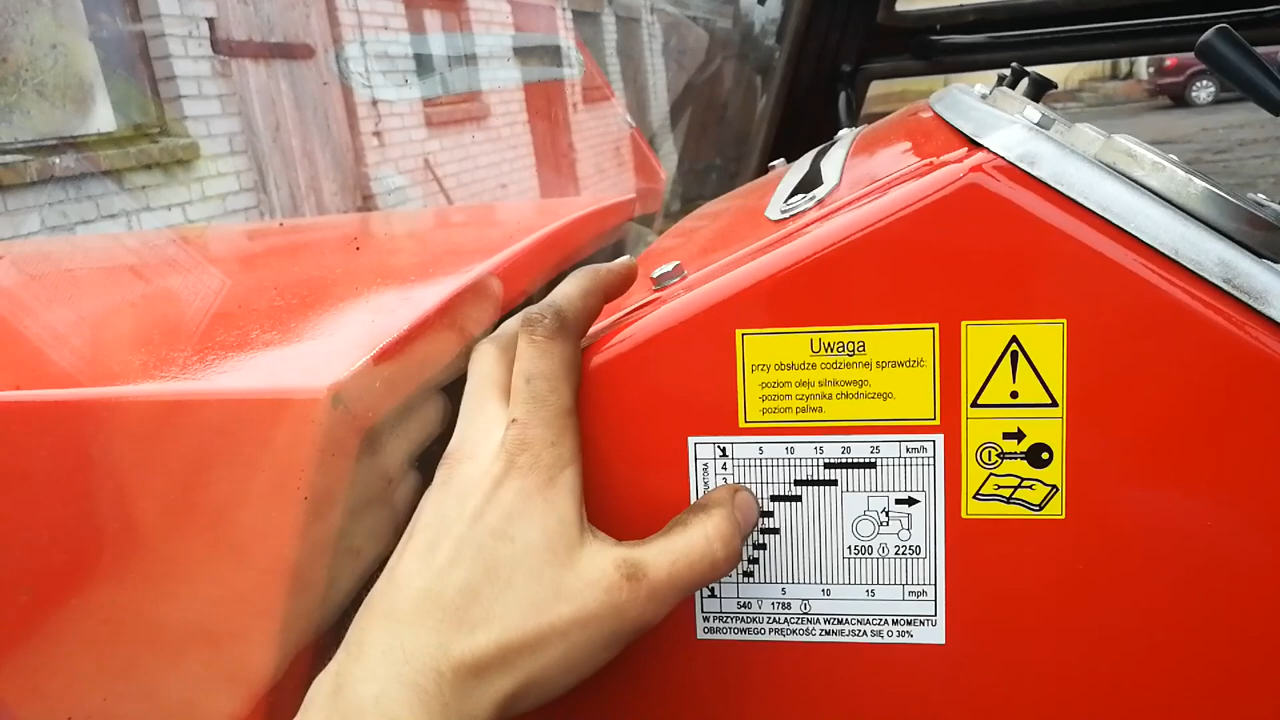 Uwaga
przy obsłudze codziennej sprawdzić:
-poziom oleju silnikowego,
-poziom czynnika chłodniczego,
-poziom paliwa.
5 10 15 20 25 km/h
4
3
1500 2250
5 10 15 mph
540 1788
W PRZYPADKU ZAŁĄCZENIA WZMACNIACZA MOMENTU
OBROTOWEGO PRĘDKOŚĆ ZMNIEJSZA SIĘ O 30%